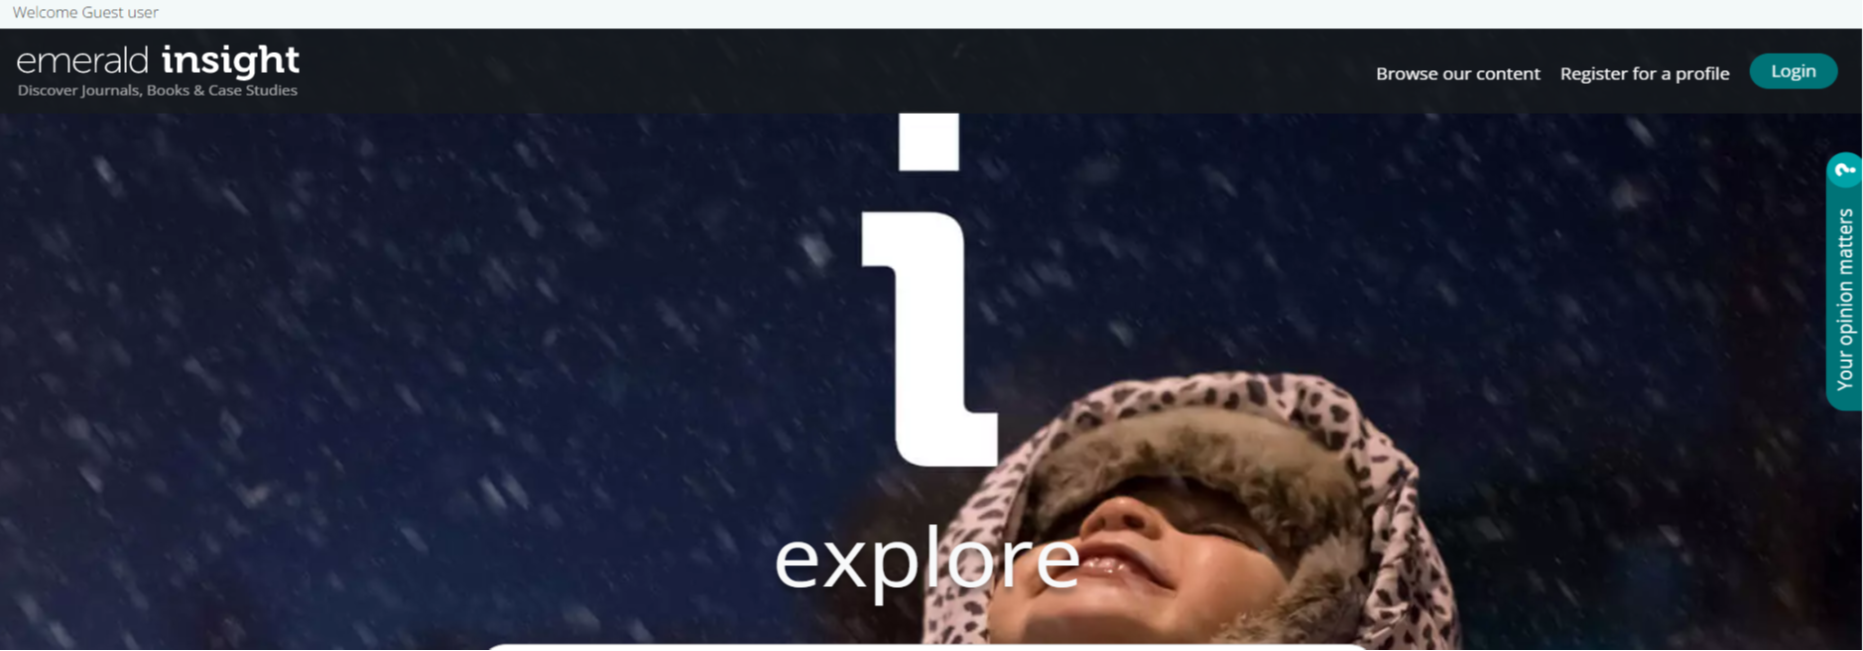 Welcome Guest user
emerald insight
Discover Journals, Books & Case Studies
Browse our content
Register for a profile
Login
i
explore
?
Your opinion matters